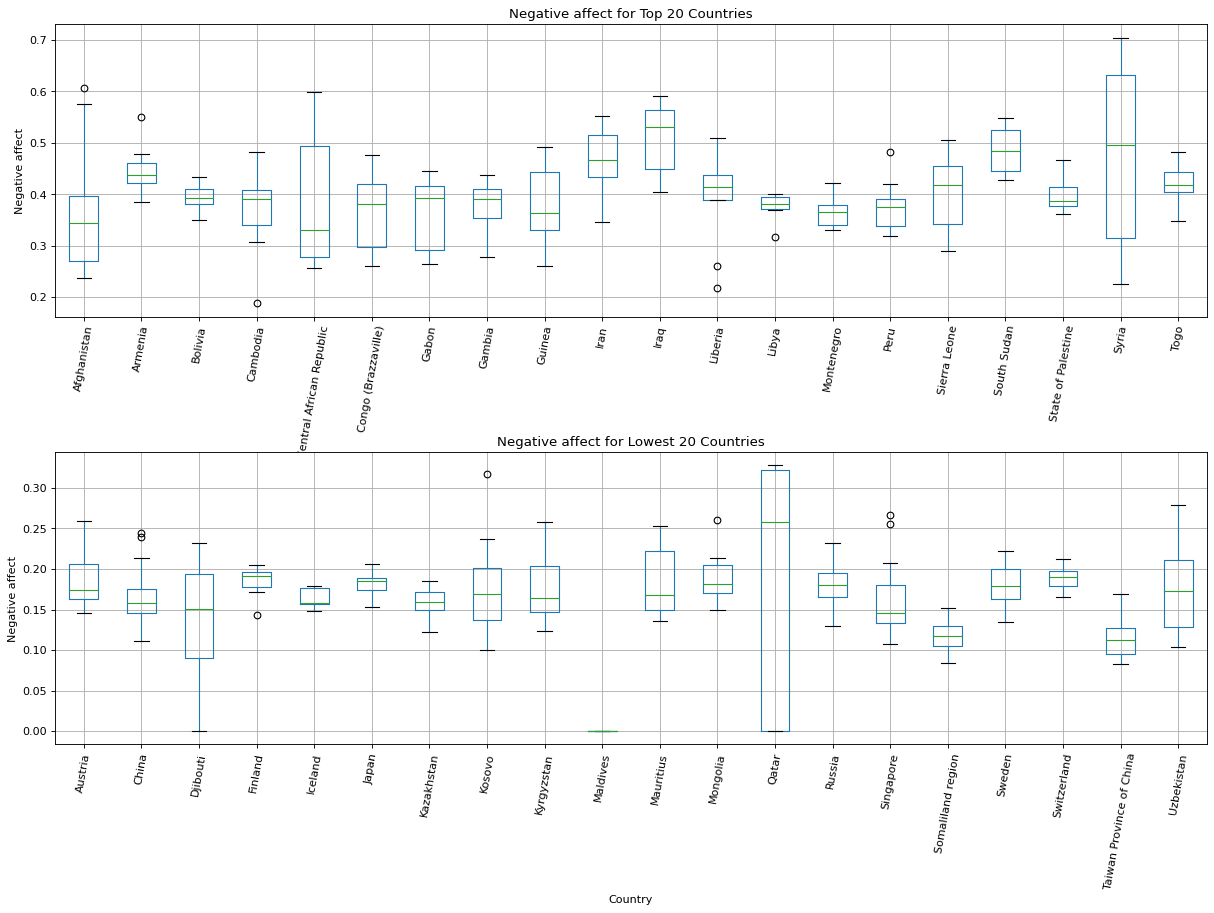 Negative affect for Top 20 Countries
Negative affect
0.7
0.6
0.5
0.4
0.3
0.2
Afghanistan
Armenia
Bolivia
Cambodia
entral African Republic
Congo (Brazzaville)
Gabon
Gambia
Guinea
Iran
Iraq
Liberia
Libya
Montenegro
Peru
Sierra Leone
South Sudan
State of Palestine
Syria
Togo
Negative affect for Lowest 20 Countries
Negative affect
0.30
0.25
0.20
0.15
0.10
0.05
0.00
Austria
China
Djibouti
Finland
Iceland
Japan
Kazakhstan
Kosovo
Kyrgyzstan
Maldives
Mauritius
Mongolia
Qatar
Russia
Singapore
Somaliland region
Sweden
Switzerland
Taiwan Province of China
Uzbekistan
Country